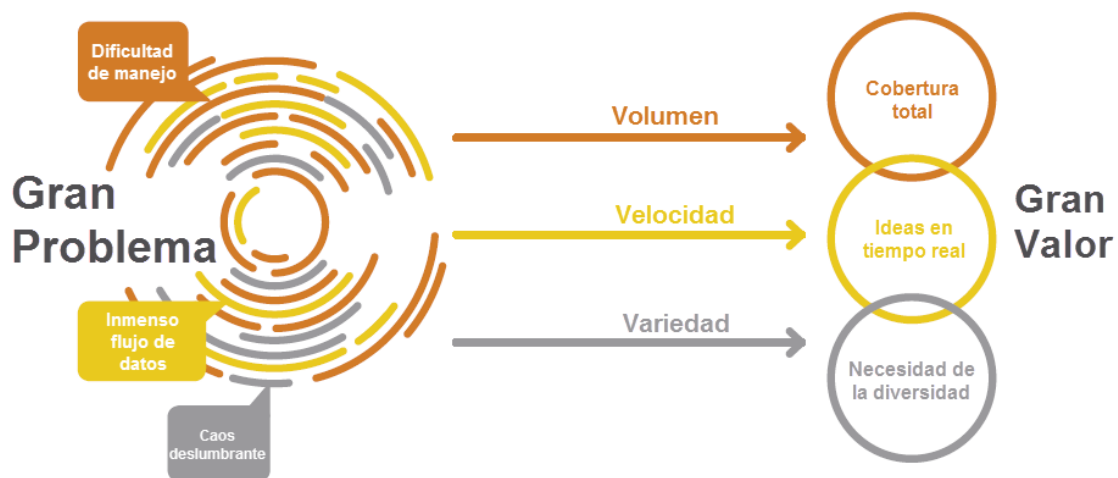 Gran
Problema
Dificultad
de manejo
Inmenso
flujo de
datos
Caos
deslumbrante
Volumen
Velocidad
Variedad
Cobertura
total
Ideas en
tiempo real
Necesidad de
la diversidad
Gran
Valor